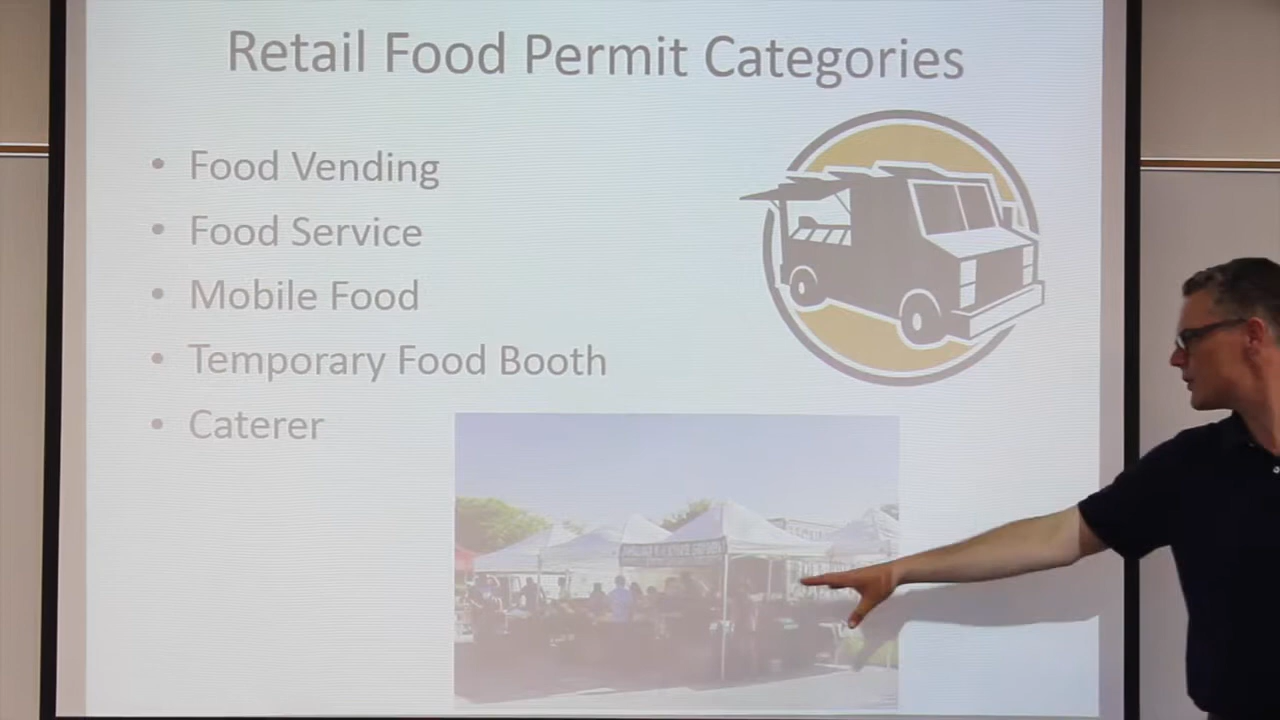 Retail Food Permit Categories
• Food Vending
• Food Service
• Mobile Food
• Temporary Food Booth
• Caterer